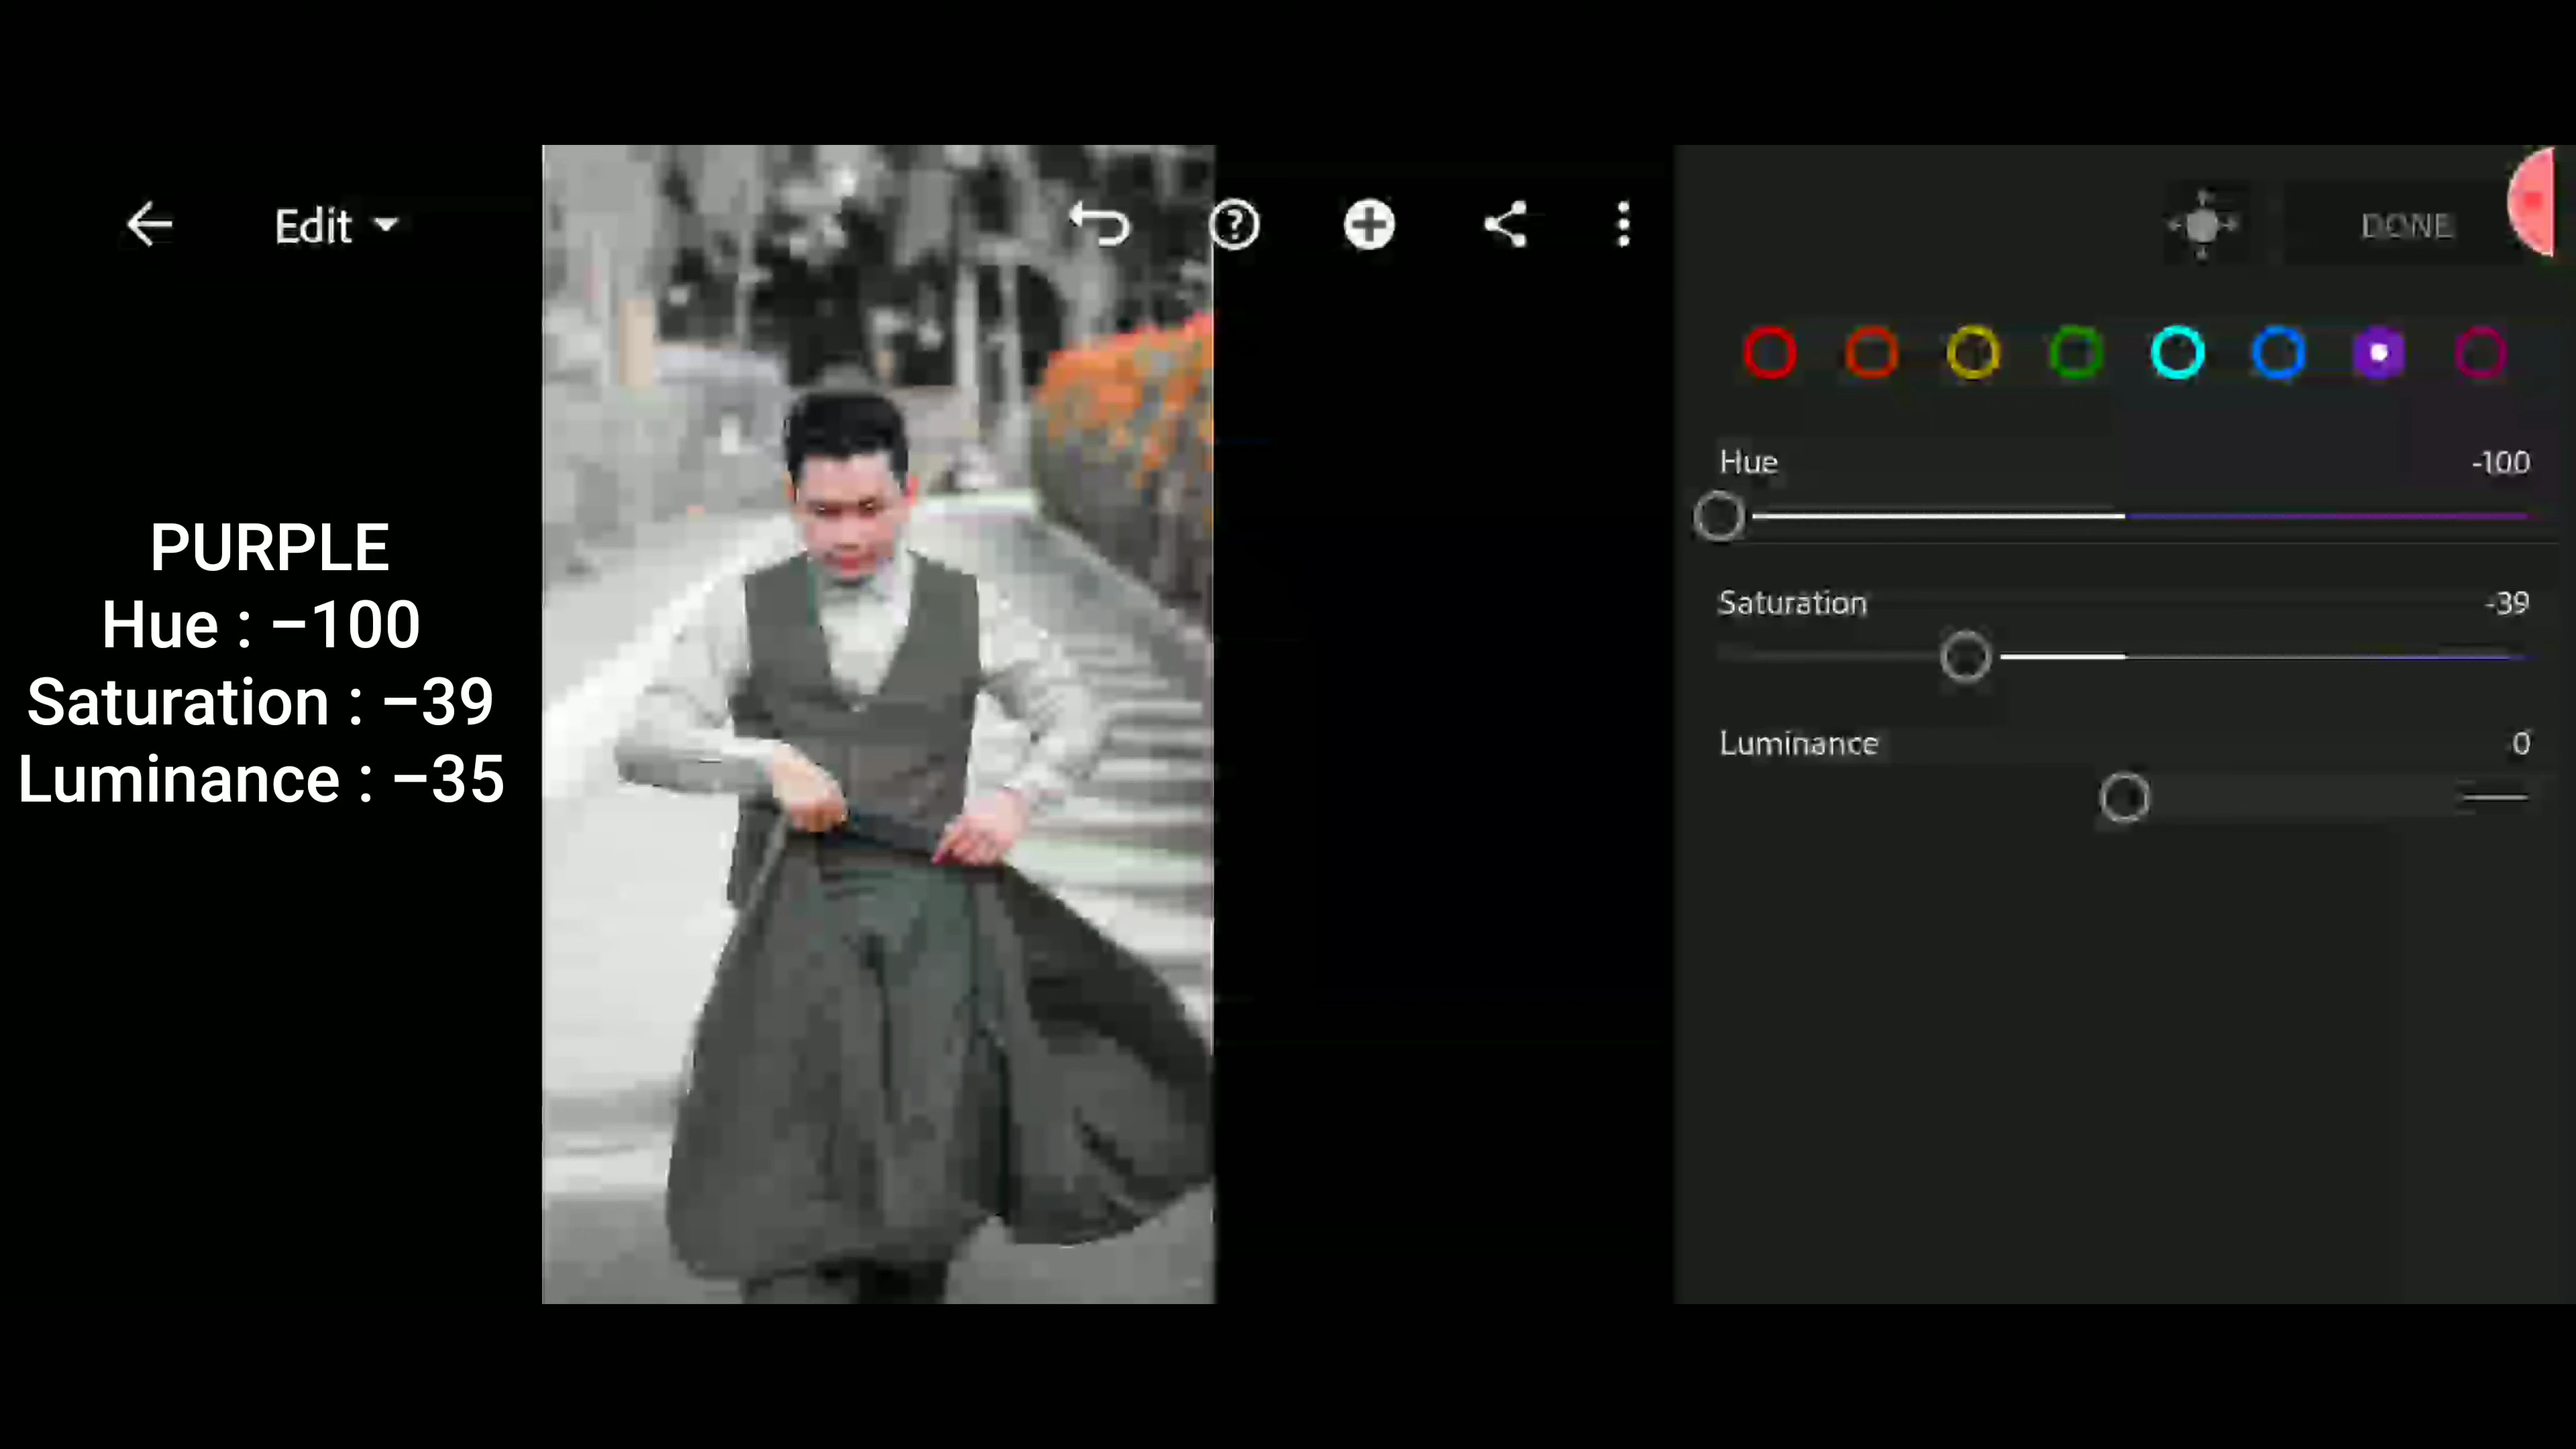 Edit
DONE
PURPLE
Hue : –100
Saturation : –39
Luminance : –35
Hue -100
Saturation -39
Luminance 0